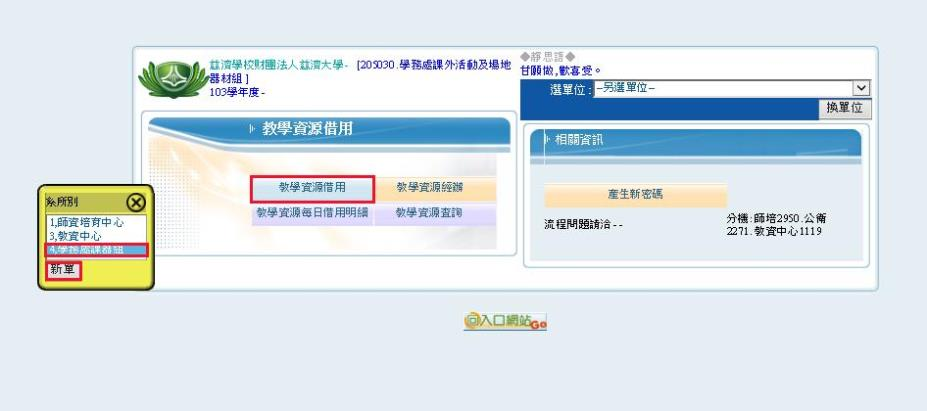 慈濟學校財團法人慈濟大學- [205030.學務處課外活動及場地
器材組]
103學年度-
◆靜思語◆
甘願做,歡喜受。
選單位: -另選單位-
換單位
教學資源借用
相關資訊
教學資源借用
教學資源經辦
教學資源每日借用明細
教學資源查詢
產生新密碼
流程問題請洽--
分機:師培2950.公衛
2271.教資中心1119
系所別
1,師資培育中心
3,教資中心
4,學務處課器組
新單
入口網站Go